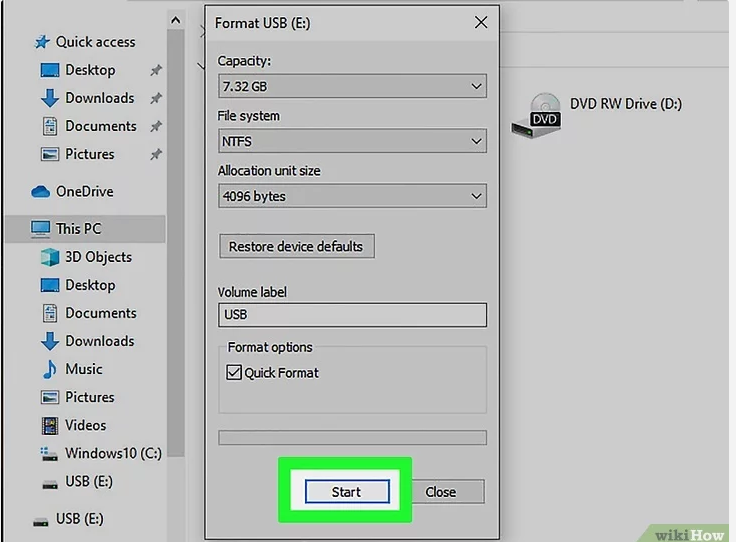 Quick access
Desktop
Downloads
Documents
Pictures
OneDrive
This PC
3D Objects
Desktop
Documents
Downloads
Music
Pictures
Videos
Windows10 (C:)
USB (E:)
USB (E:)
Format USB (E:)
Capacity:
7.32 GB
File system
NTFS
Allocation unit size
4096 bytes
Restore device defaults
Volume label
USB
Format options
Quick Format
Start
Close
DVD RW Drive (D:)
DVD
wikiHow